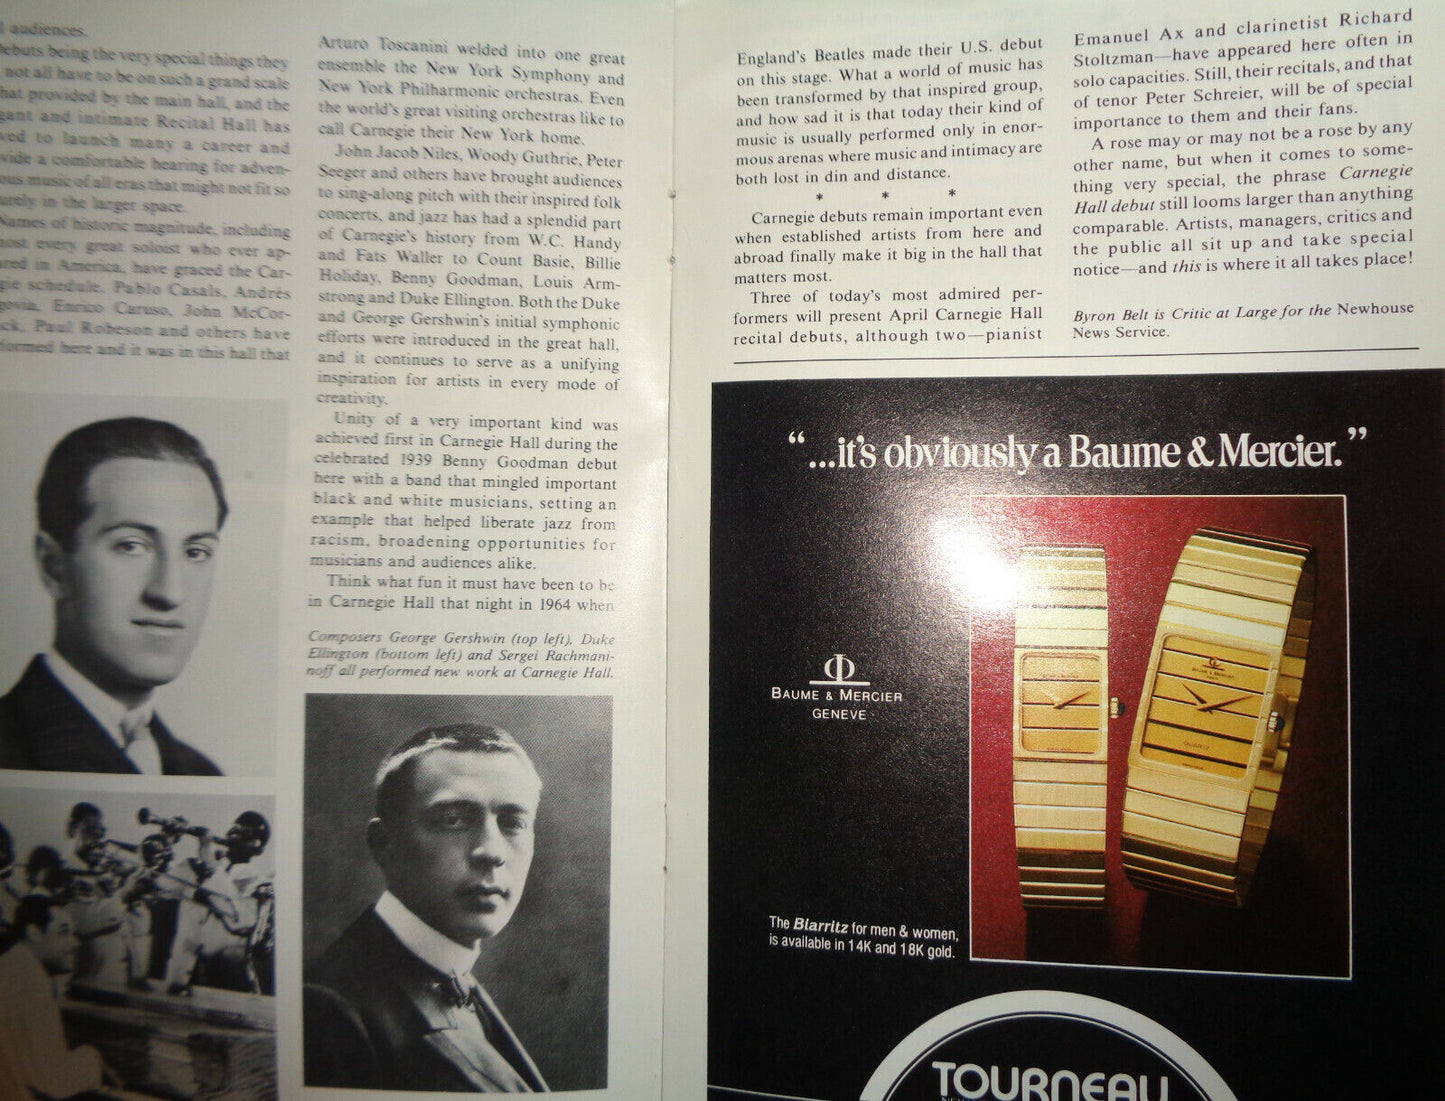 l audiences.
ebuts being the very special things they
not all have to be on such a grand scale
hat provided by the main hall, and the
gant and intimate Recital Hall has
ved to launch many a career and
vide a comfortable hearing for adven-
ous music of all eras that might not fit so
urely in the larger space.
Names of historic magnitude, including
nost every great soloist who ever ap-
ared in America, have graced the Car-
gie schedule. Pablo Casals, Andrés
govia, Enrico Caruso, John McCor-
ck, Paul Robeson and others have
formed here and it was in this hall that
Arturo Toscanini welded into one great
ensemble the New York Symphony and
New York Philharmonic orchestras. Even
the world's great visiting orchestras like to
call Carnegie their New York home.
John Jacob Niles, Woody Guthrie, Peter
Seeger and others have brought audiences
to sing-along pitch with their inspired folk
concerts, and jazz has had a splendid part
of Carnegie's history from W.C. Handy
and Fats Waller to Count Basie, Billie
Holiday, Benny Goodman, Louis Arm-
strong and Duke Ellington. Both the Duke
and George Gershwin's initial symphonic
efforts were introduced in the great hall,
and it continues to serve as a unifying
inspiration for artists in every mode of
creativity.
Unity of a very important kind was
achieved first in Carnegie Hall during the
celebrated 1939 Benny Goodman debut
here with a band that mingled important
black and white musicians, setting an
example that helped liberate jazz from
racism, broadening opportunities for
musicians and audiences alike.
Think what fun it must have been to be
in Carnegie Hall that night in 1964 when
Composers George Gershwin (top left), Duke
Ellington (bottom left) and Sergei Rachmani-
noff all performed new work at Carnegie Hall.
England's Beatles made their U.S. debut
on this stage. What a world of music has
been transformed by that inspired group,
and how sad it is that today their kind of
music is usually performed only in enor-
mous arenas where music and intimacy are
both lost in din and distance.
* * *
Carnegie debuts remain important even
when established artists from here and
abroad finally make it big in the hall that
matters most.
Three of today's most admired per-
formers will present April Carnegie Hall
recital debuts, although two—pianist
Emanuel Ax and clarinetist Richard
Stoltzman—have appeared here often in
solo capacities. Still, their recitals, and that
of tenor Peter Schreier, will be of special
importance to them and their fans.
A rose may or may not be a rose by any
other name, but when it comes to some-
thing very special, the phrase Carnegie
Hall debut still looms larger than anything
comparable. Artists, managers, critics and
the public all sit up and take special
notice—and this is where it all takes place!
Byron Belt is Critic at Large for the Newhouse
News Service.
“...it's obviously a Baume & Mercier.”
BAUME & MERCIER
GENEVE
BAUME & MERCIER
QUARTZ
The Biarritz for men & women,
is available in 14K and 18K gold.
TOURNEAU